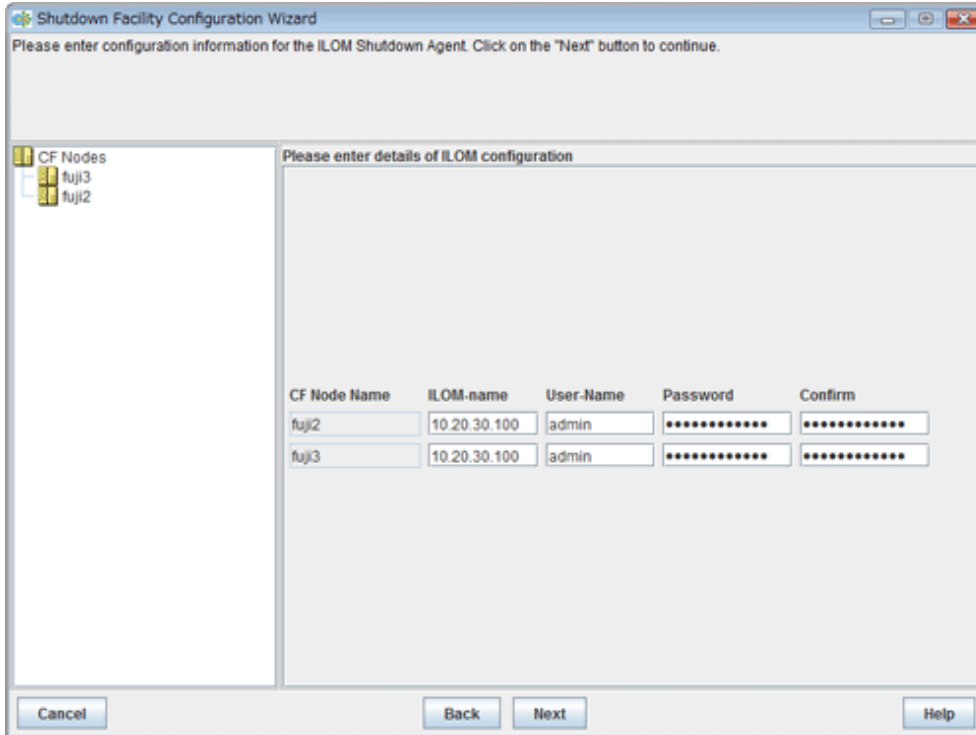 Shutdown Facility Configuration Wizard
Please enter configuration information for the ILOM Shutdown Agent. Click on the "Next" button to continue.
CF Nodes
fuji3
fuji2
Please enter details of ILOM configuration
CF Node Name ILOM-name User-Name Password Confirm
fuji2 10.20.30.100 admin •••••••••••• ••••••••••••
fuji3 10.20.30.100 admin •••••••••••• ••••••••••••
Cancel Back Next Help